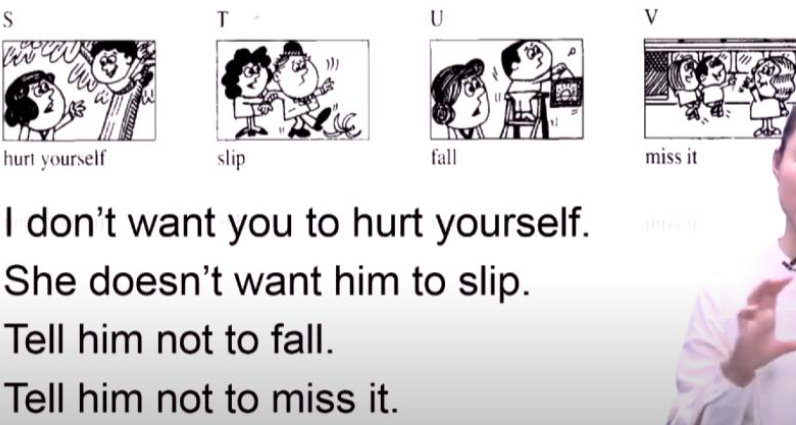 S T U V
hurt yourself slip fall miss it
I don't want you to hurt yourself.
She doesn't want him to slip.
Tell him not to fall.
Tell him not to miss it.